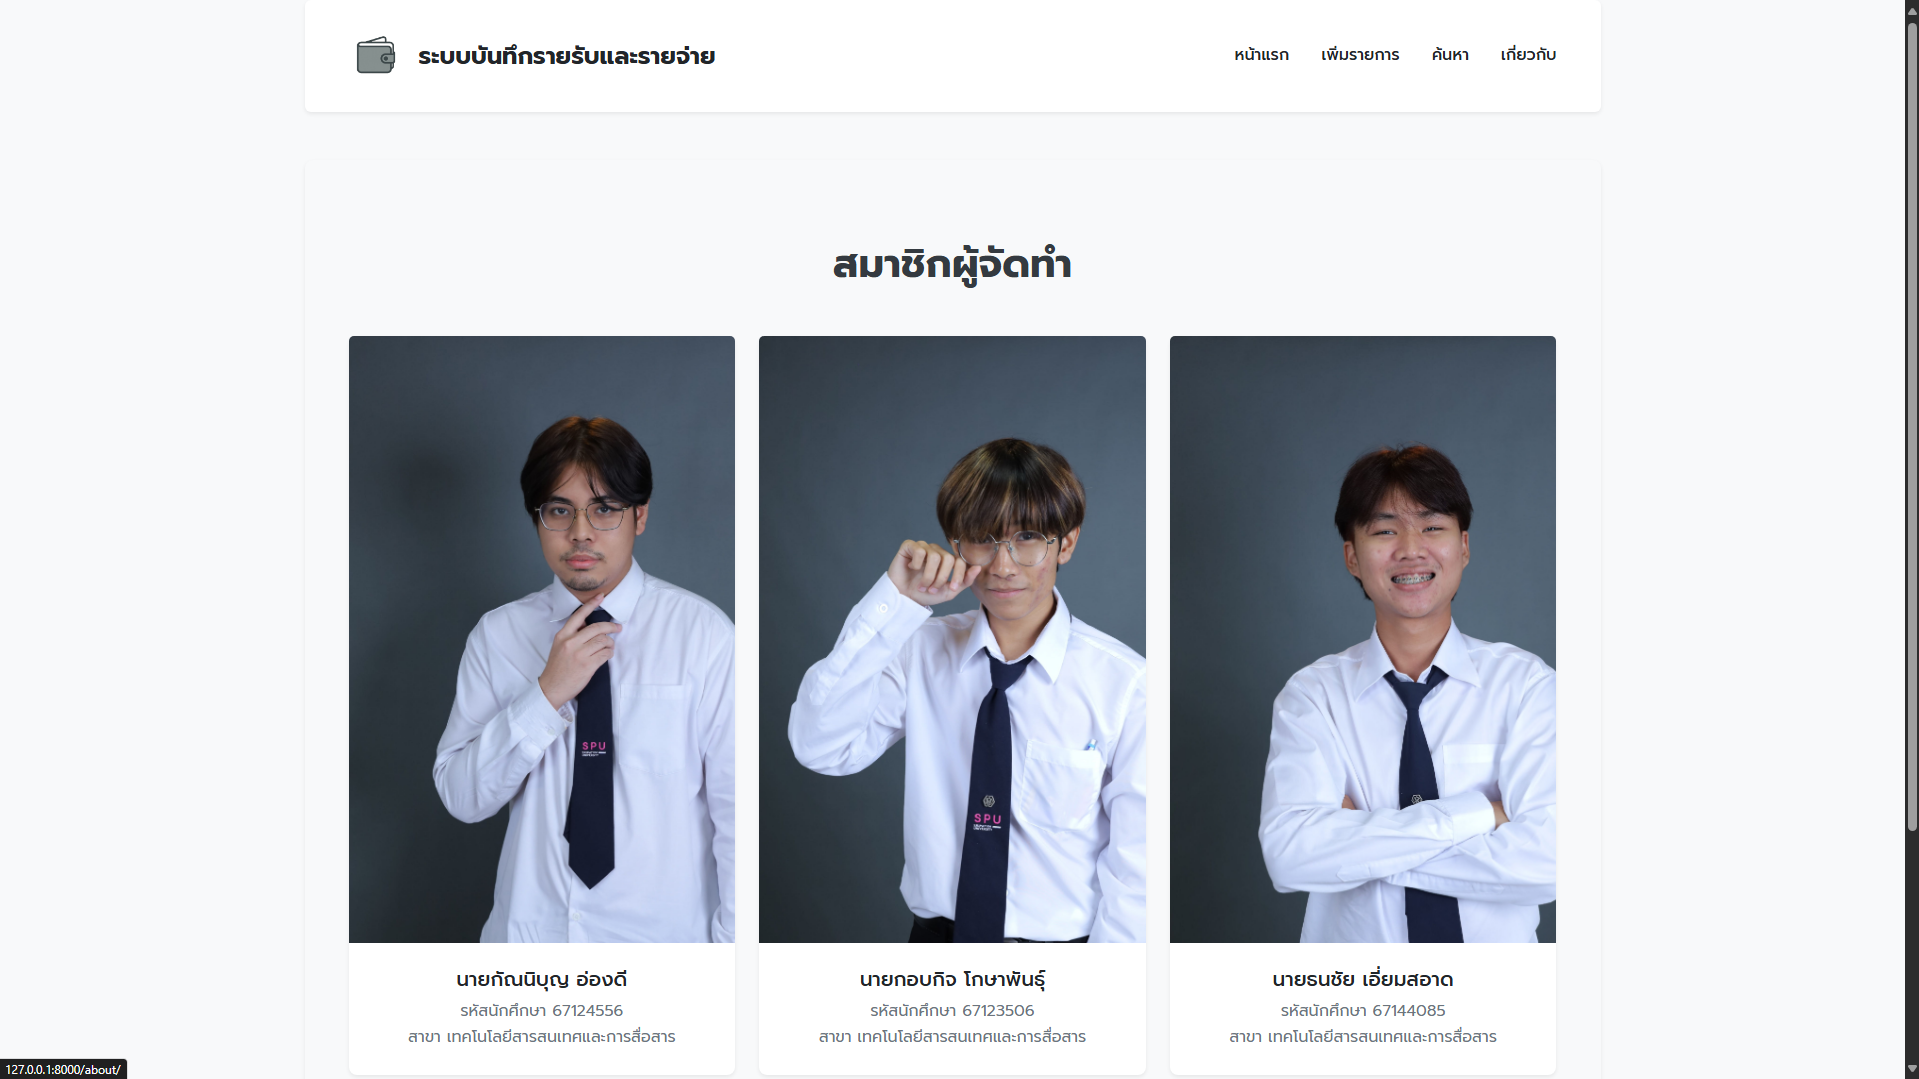 ระบบบันทึกรายรับและรายจ่าย
หน้าแรก เพิ่มรายการ ค้นหา เกี่ยวกับ
สมาชิกผู้จัดทำ
SPU
SPU
นายกัณนิบุญ อ่องดี
รหัสนักศึกษา 67124556
สาขา เทคโนโลยีสารสนเทศและการสื่อสาร
นายกอบกิจ โกษาพันธุ์
รหัสนักศึกษา 67123506
สาขา เทคโนโลยีสารสนเทศและการสื่อสาร
นายธนชัย เอี่ยมสอาด
รหัสนักศึกษา 67144085
สาขา เทคโนโลยีสารสนเทศและการสื่อสาร
127.0.0.1:8000/about/